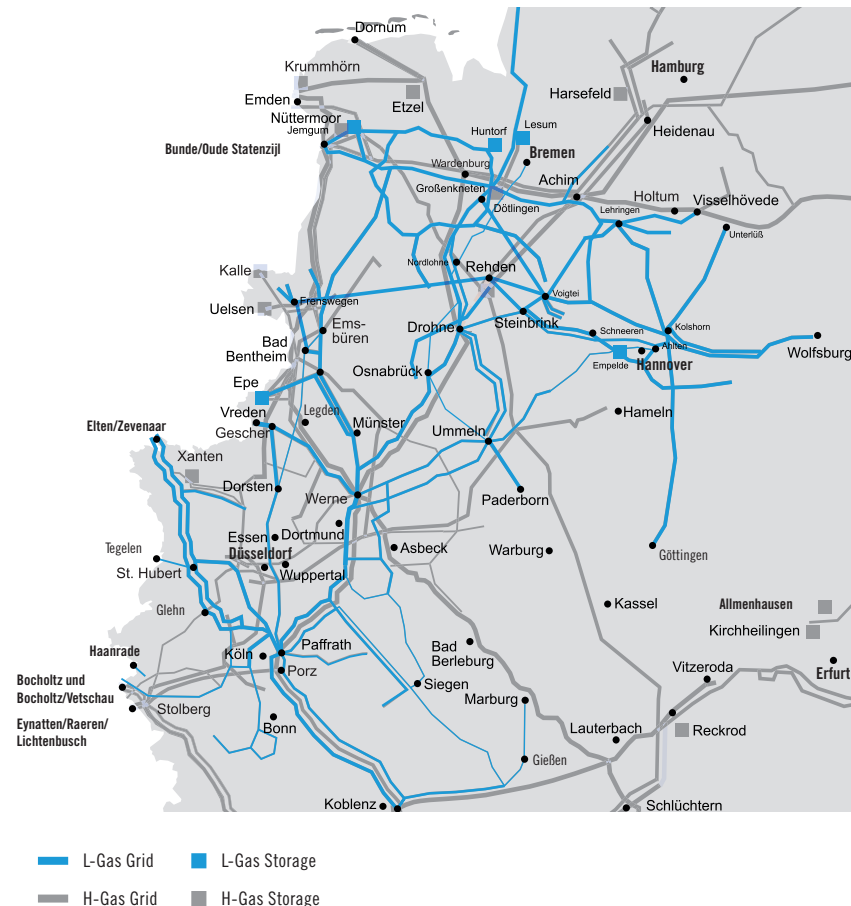 Dornum
Krummhörn
Hamburg
Etzel
Harsefeld
Emden
Nüttermoor
Jemgum
Huntorf
Lesum
Heidenau
Bunde/Oude Statenzijl
Bremen
Wardenburg
Achim
Großenkneten
Holtum
Visselhövede
Dötlingen
Lehringen
Unterlüß
Nordlohne
Rehden
Kalle
Voigtei
Frenswegen
Uelsen
Ems-
büren
Drohne
Steinbrink
Schneeren
Kolshorn
Bad
Bentheim
Ahlten
Wolfsburg
Empelde
Hannover
Osnabrück
Epe
Vreden
Legden
Hameln
Gescher
Münster
Ummeln
Elten/Zevenaar
Xanten
Dorsten
Werne
Paderborn
Essen
Dortmund
Tegelen
Düsseldorf
Asbeck
Warburg
Göttingen
St. Hubert
Wuppertal
Glehn
Kassel
Allmenhausen
Kirchheilingen
Haanrade
Köln
Paffrath
Bad
Berleburg
Vitzeroda
Erfurt
Bocholtz und
Bocholtz/Vetschau
Porz
Siegen
Marburg
Stolberg
Eynatten/Raeren/
Lichtenbusch
Bonn
Lauterbach
Reckrod
Gießen
Koblenz
Schlüchtern
L-Gas Grid
L-Gas Storage
H-Gas Grid
H-Gas Storage